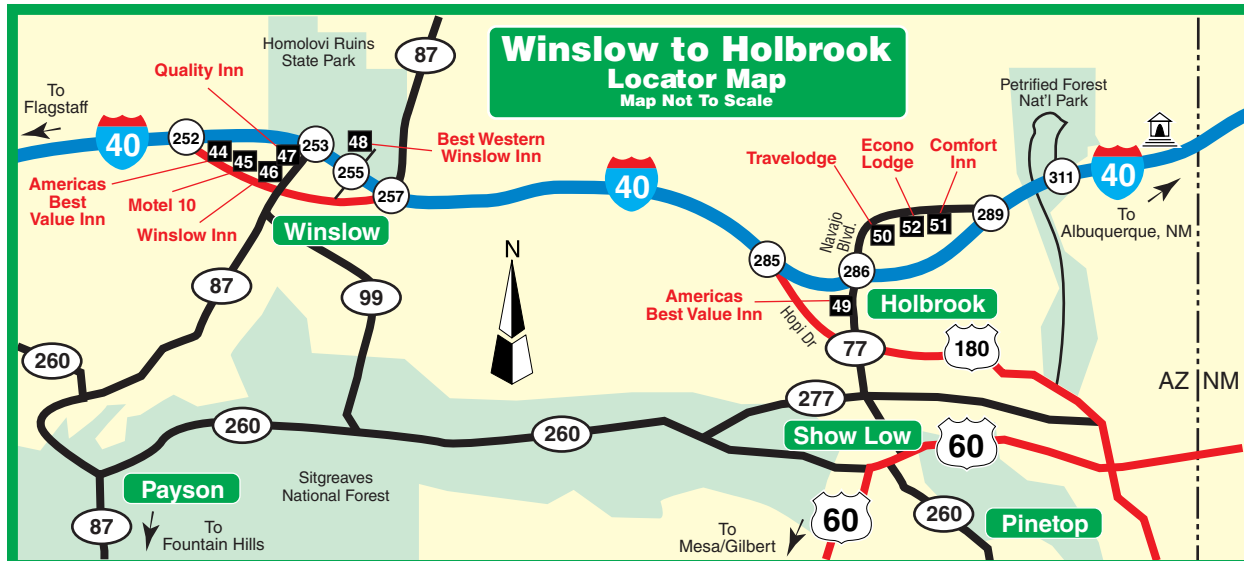 Winslow to Holbrook
Locator Map
Map Not To Scale
Homolovi Ruins
State Park
87
Quality Inn
To
Flagstaff
40
252
44
45
46
47
253
48
255
257
Best Western
Winslow Inn
Americas
Best
Value Inn
Motel 10
Winslow Inn
Winslow
40
Travelodge
Econo
Lodge
Comfort
Inn
Petrified Forest
Nat'l Park
311
40
To
Albuquerque, NM
Navajo
Blvd.
50
52
51
289
285
286
Americas
Best Value Inn
49
Holbrook
Hopi Dr
77
180
87
99
N
260
AZ
NM
260
260
277
Show Low
60
Payson
Sitgreaves
National Forest
87
To
Fountain Hills
To
Mesa/Gilbert
60
260
Pinetop